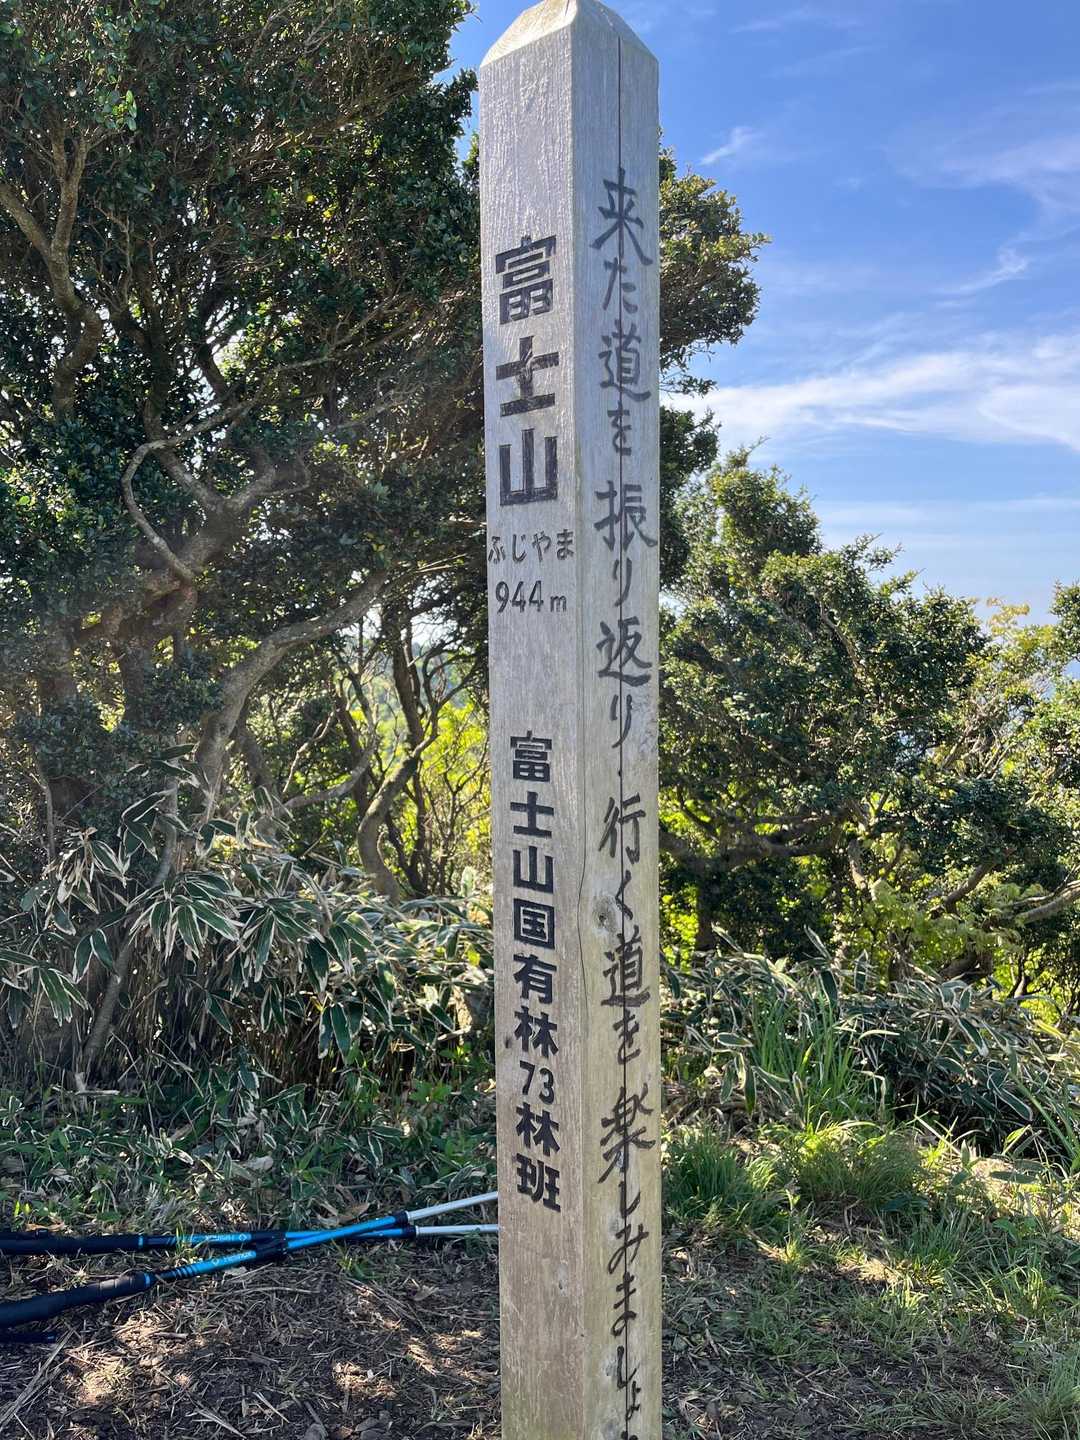 富士山
ふじやま
944m
富士山国有林73林班
来た道を振り返り行く道を楽しみましょ